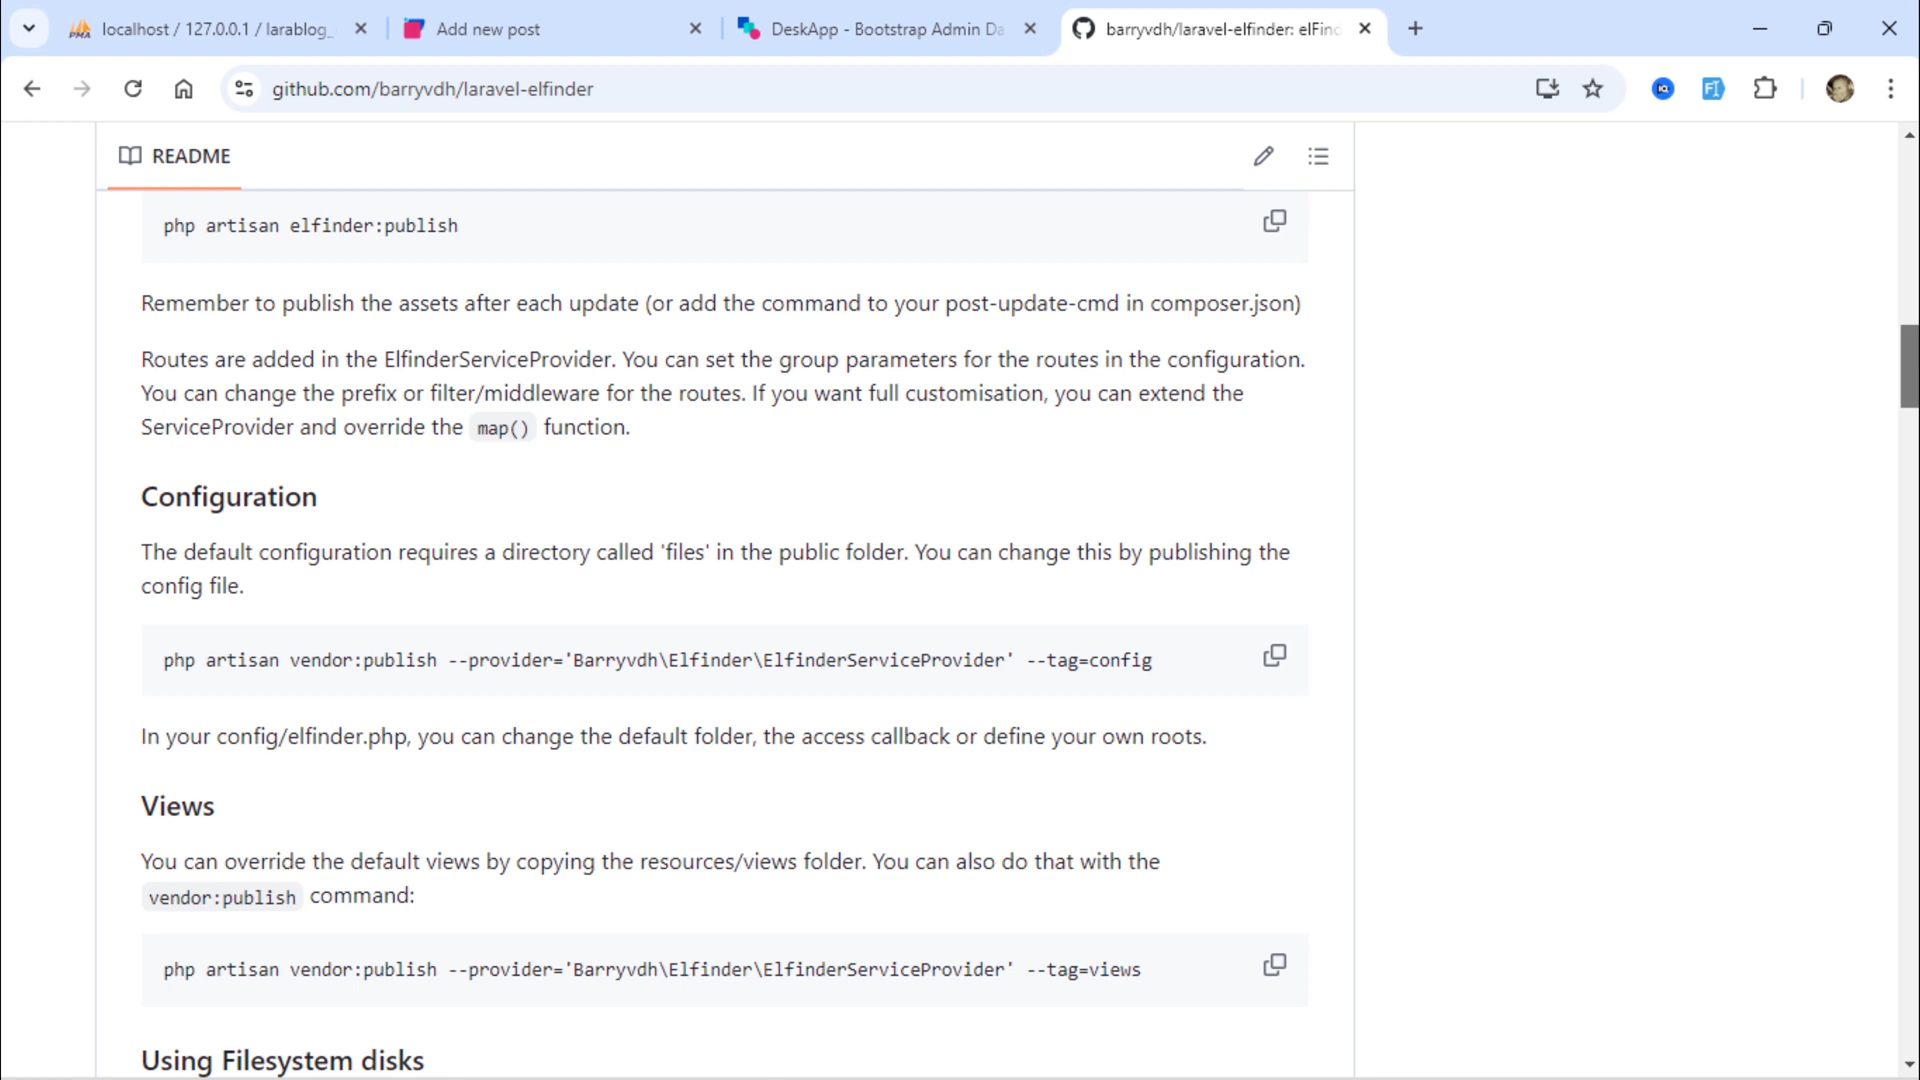 localhost / 127.0.0.1 / larablog_
Add new post
DeskApp - Bootstrap Admin Da
barryvdh/laravel-elfinder: elFind
github.com/barryvdh/laravel-elfinder
README
php artisan elfinder:publish
Remember to publish the assets after each update (or add the command to your post-update-cmd in composer.json)
Routes are added in the ElfinderServiceProvider. You can set the group parameters for the routes in the configuration.
You can change the prefix or filter/middleware for the routes. If you want full customisation, you can extend the
ServiceProvider and override the map() function.
Configuration
The default configuration requires a directory called 'files' in the public folder. You can change this by publishing the
config file.
php artisan vendor:publish --provider='Barryvdh\Elfinder\ElfinderServiceProvider' --tag=config
In your config/elfinder.php, you can change the default folder, the access callback or define your own roots.
Views
You can override the default views by copying the resources/views folder. You can also do that with the
vendor:publish command:
php artisan vendor:publish --provider='Barryvdh\Elfinder\ElfinderServiceProvider' --tag=views
Using Filesystem disks